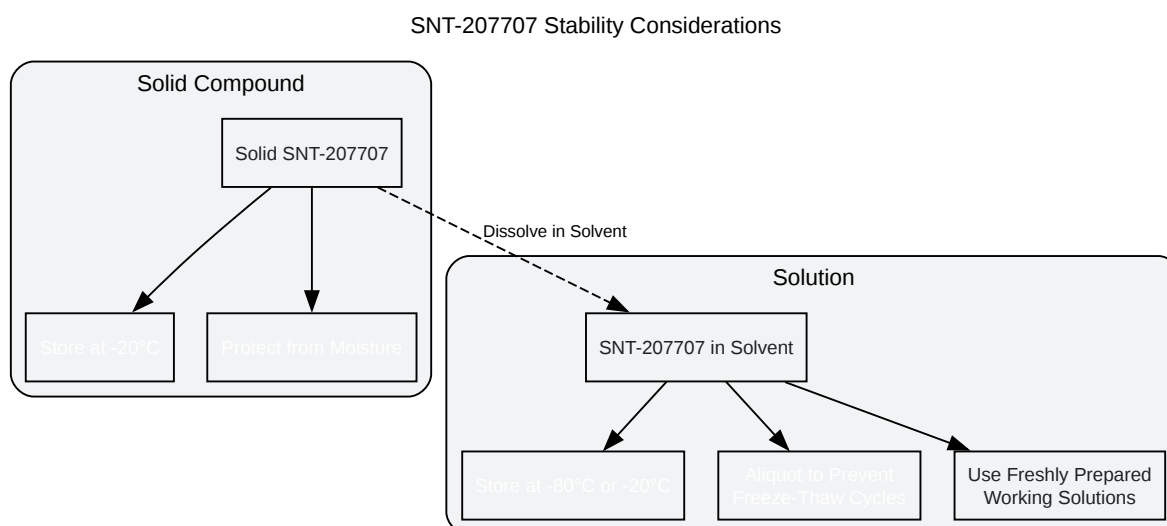 SNT-207707 Stability Considerations
Solid Compound
Solid SNT-207707
Store at -20°C
Protect from Moisture
Dissolve in Solvent
Solution
SNT-207707 in Solvent
Store at -80°C or -20°C
Aliquot to Prevent
Freeze-Thaw Cycles
Use Freshly Prepared
Working Solutions